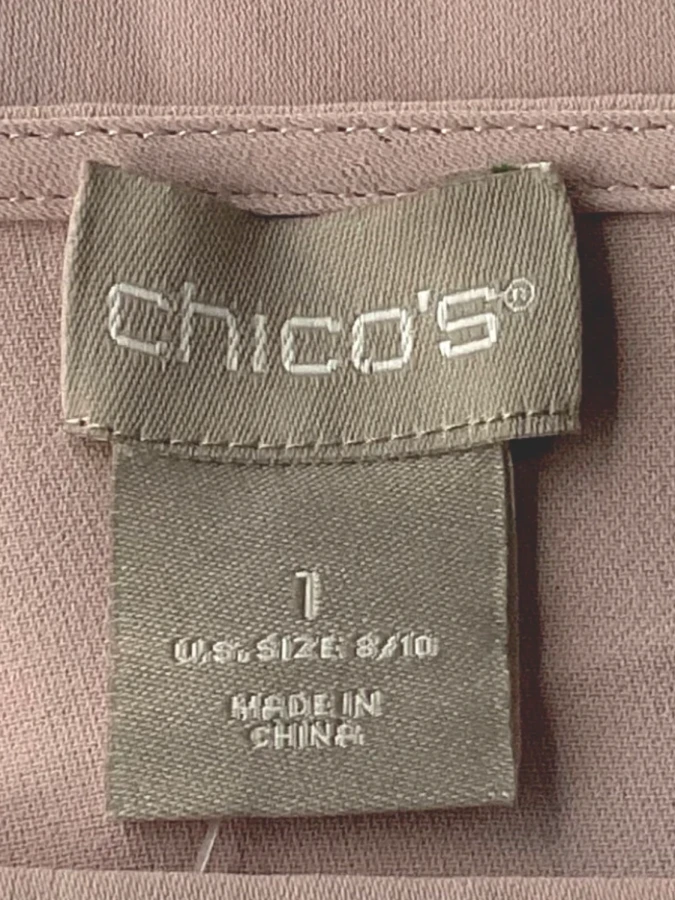 chico's®
1
U.S. SIZE 8/10
MADE IN
CHINA